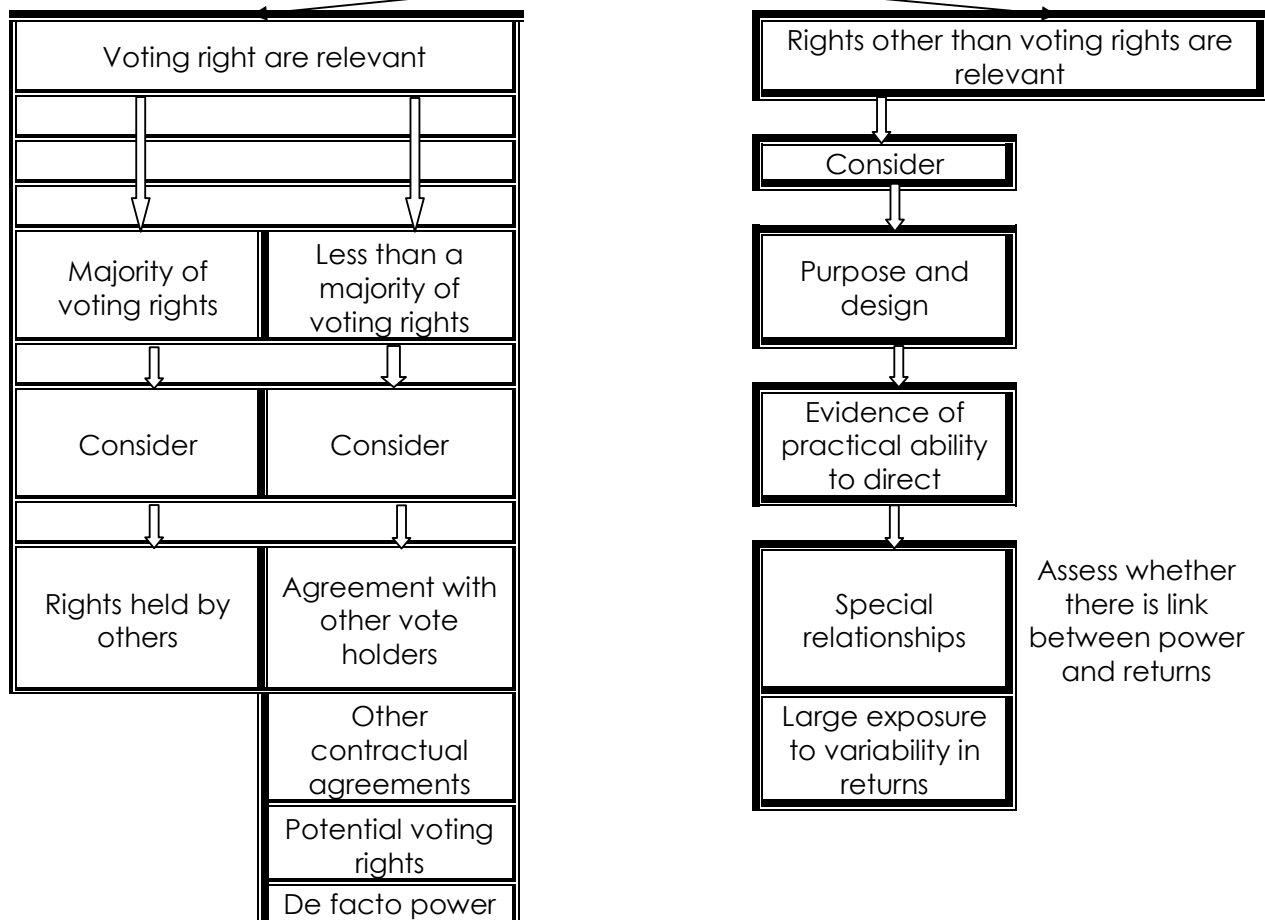 Voting right are relevant
Majority of
voting rights
Less than a
majority of
voting rights
Consider
Consider
Rights held by
others
Agreement with
other vote
holders
Other
contractual
agreements
Potential voting
rights
De facto power
Rights other than voting rights are
relevant
Consider
Purpose and
design
Evidence of
practical ability
to direct
Special
relationships
Large exposure
to variability in
returns
Assess whether
there is link
between power
and returns